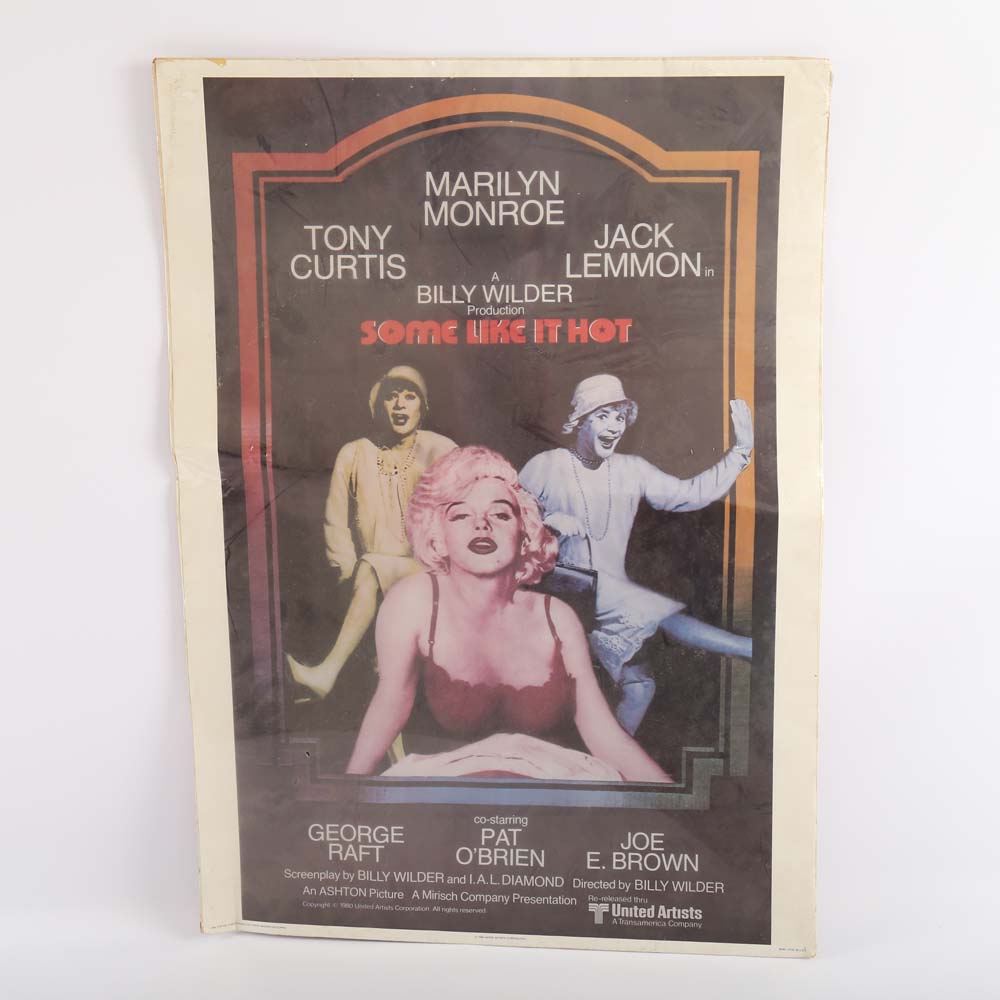 MARILYN
MONROE
TONY
CURTIS
JACK
LEMMON in
A
BILLY WILDER
Production
SOME LIKE IT HOT
co-starring
GEORGE
RAFT
PAT
O'BRIEN
JOE
E. BROWN
Screenplay by BILLY WILDER and I.A.L. DIAMOND Directed by BILLY WILDER
An ASHTON Picture A Mirisch Company Presentation
Copyright © 1980 United Artists Corporation. All rights reserved.
Re-released thru
United Artists
A Transamerica Company